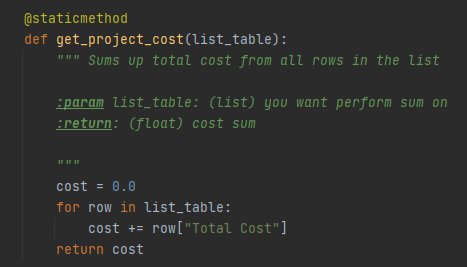 @staticmethod
def get_project_cost(list_table):
    """ Sums up total cost from all rows in the list

    :param list_table: (list) you want perform sum on
    :return: (float) cost sum

    """
    cost = 0.0
    for row in list_table:
        cost += row["Total Cost"]
    return cost